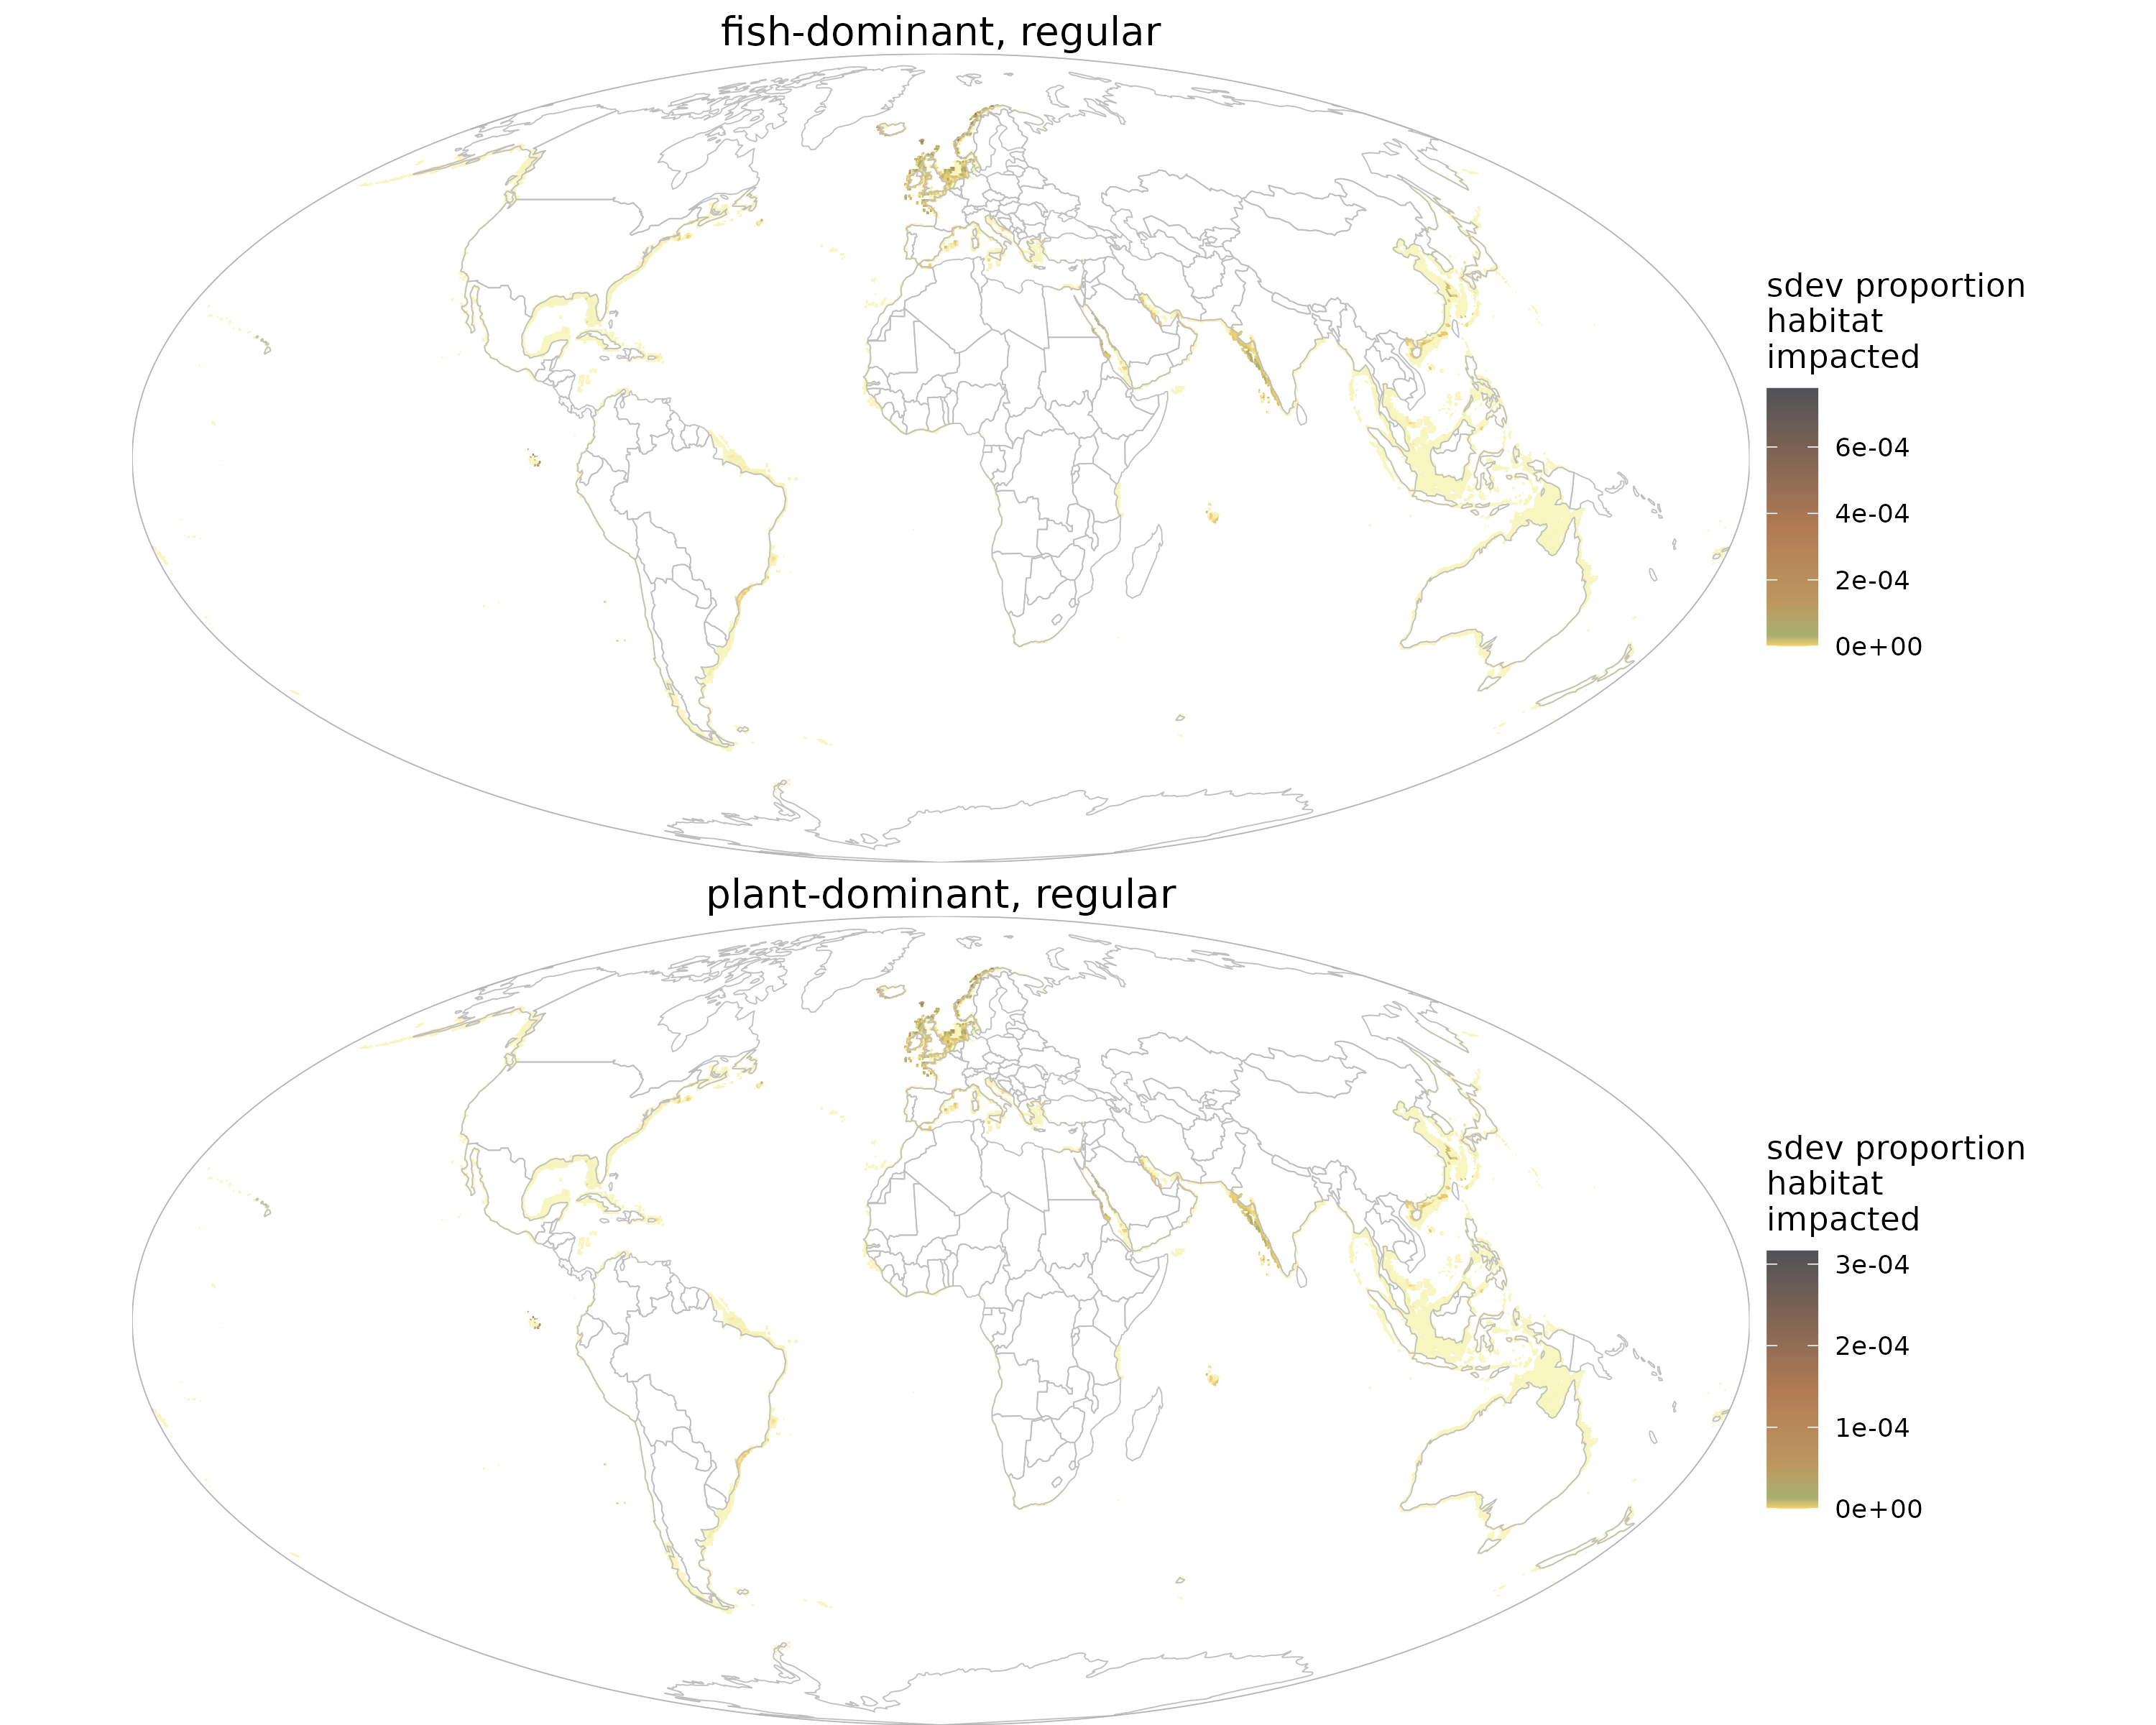 fish-dominant, regular
sdev proportion
habitat
impacted
6e-04
4e-04
2e-04
0e+00
plant-dominant, regular
sdev proportion
habitat
impacted
3e-04
2e-04
1e-04
0e+00